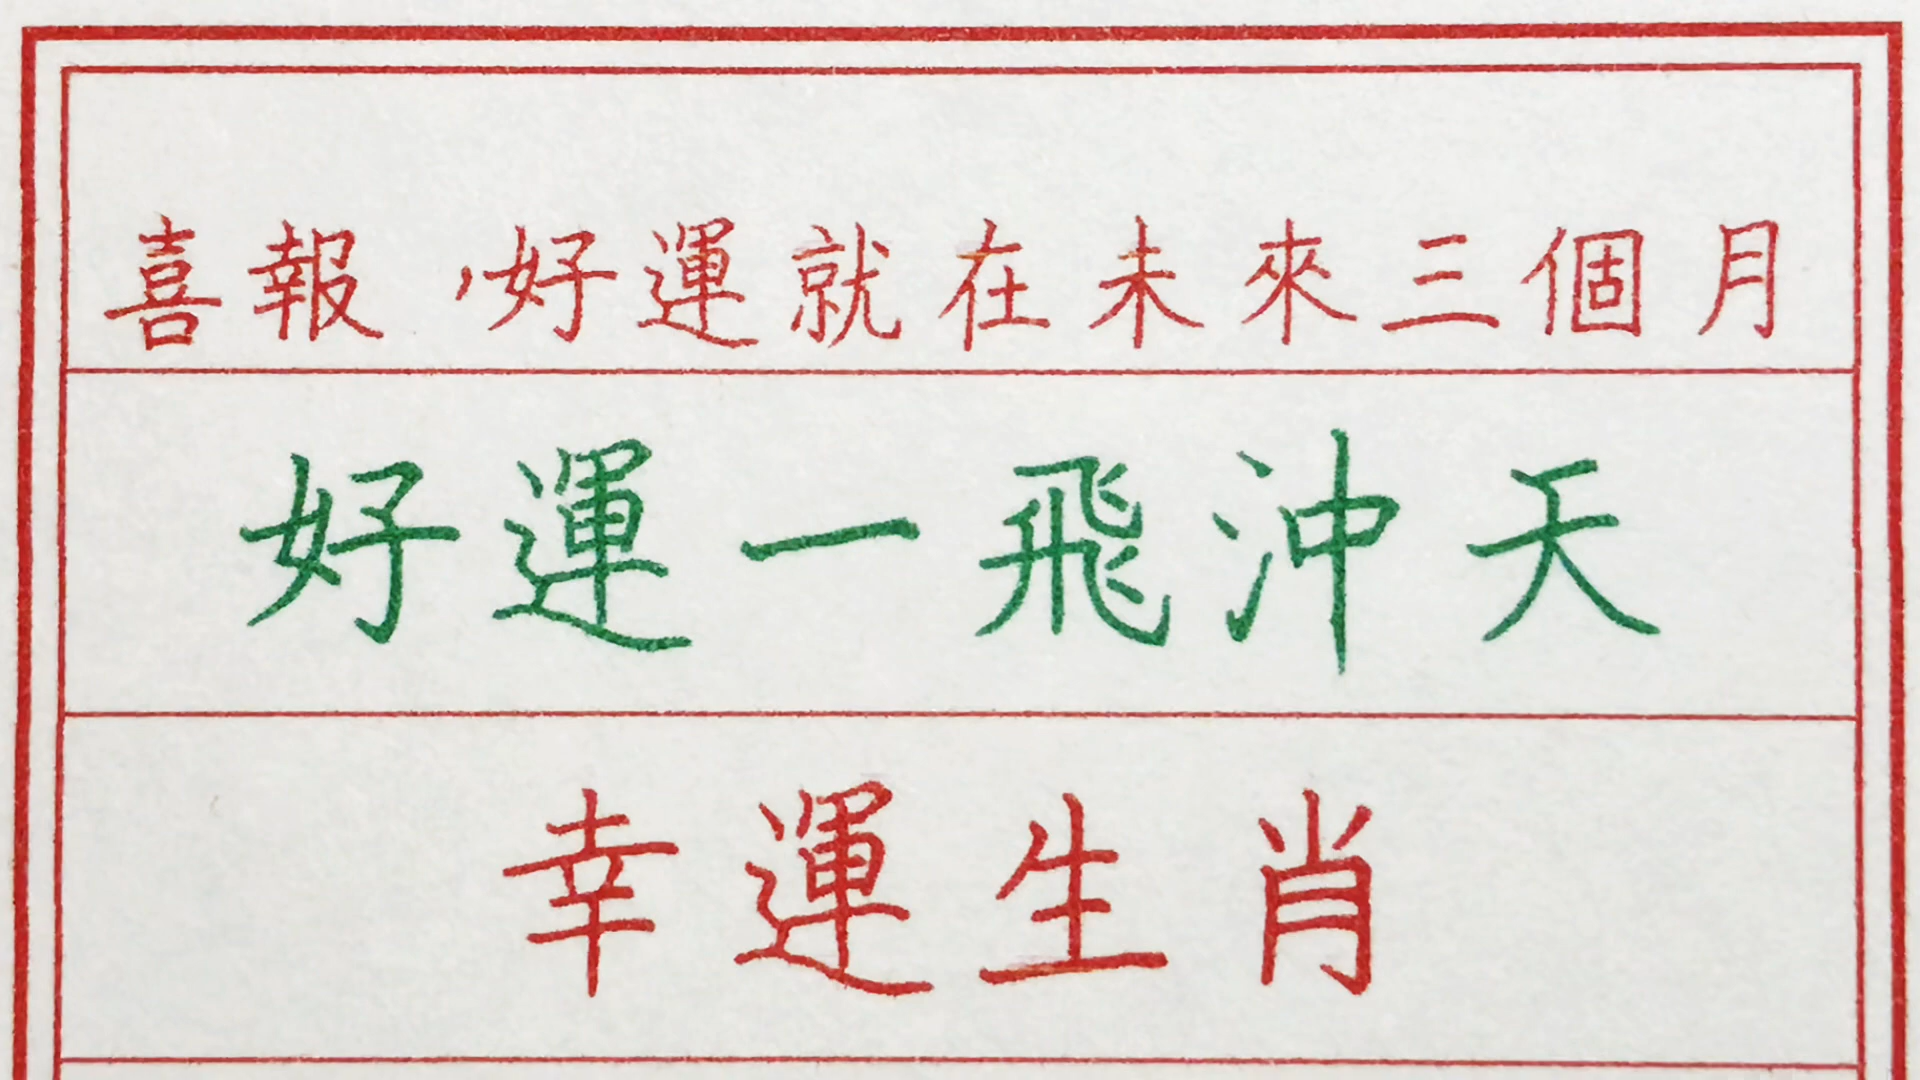 喜報，好運就在未來三個月
好運一飛沖天
幸運生肖